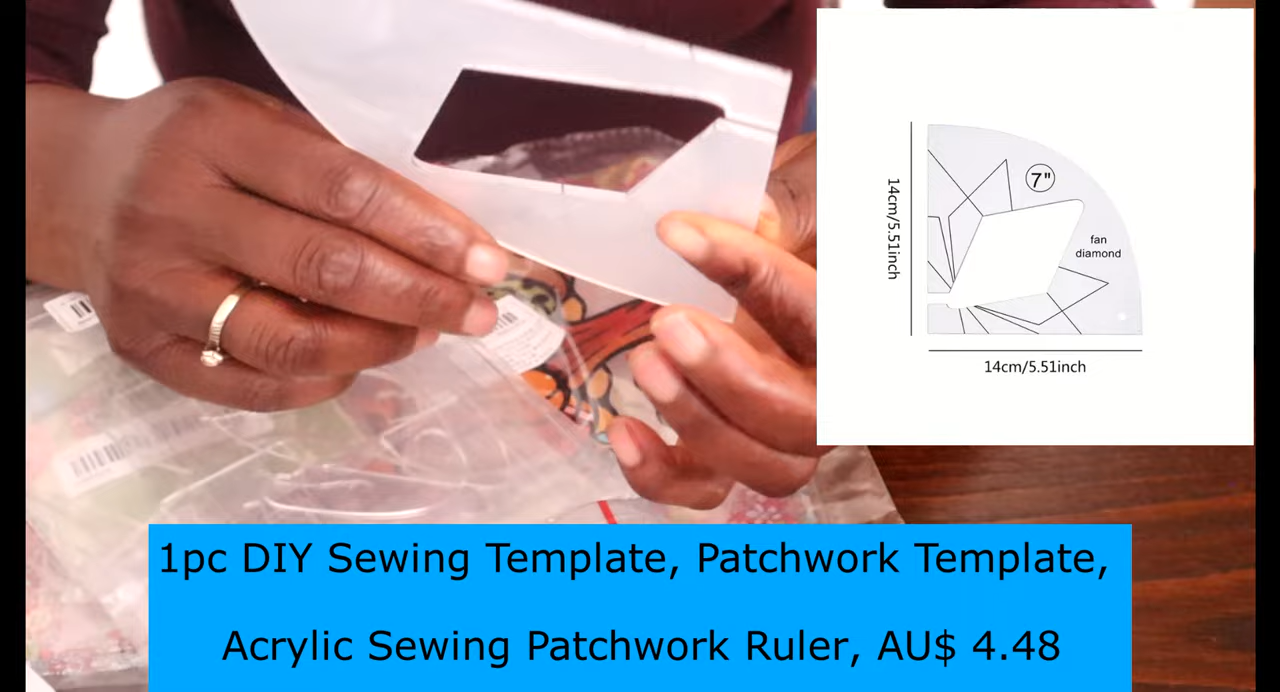 7"
fan
diamond
14cm/5.51inch
14cm/5.51inch
1pc DIY Sewing Template, Patchwork Template,
Acrylic Sewing Patchwork Ruler, AU$ 4.48